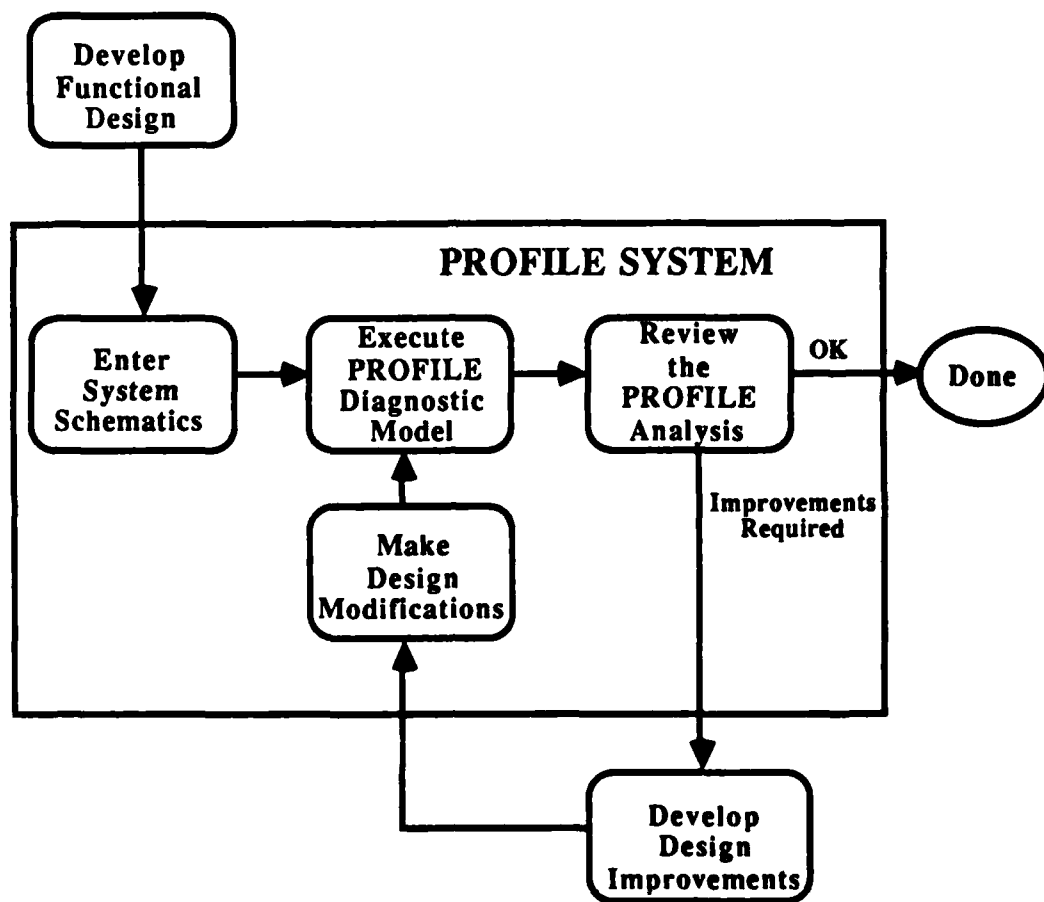 Develop
Functional
Design
PROFILE SYSTEM
Enter
System
Schematics
Execute
PROFILE
Diagnostic
Model
Review
the
PROFILE
Analysis
OK
Done
Improvements
Required
Make
Design
Modifications
Develop
Design
Improvements